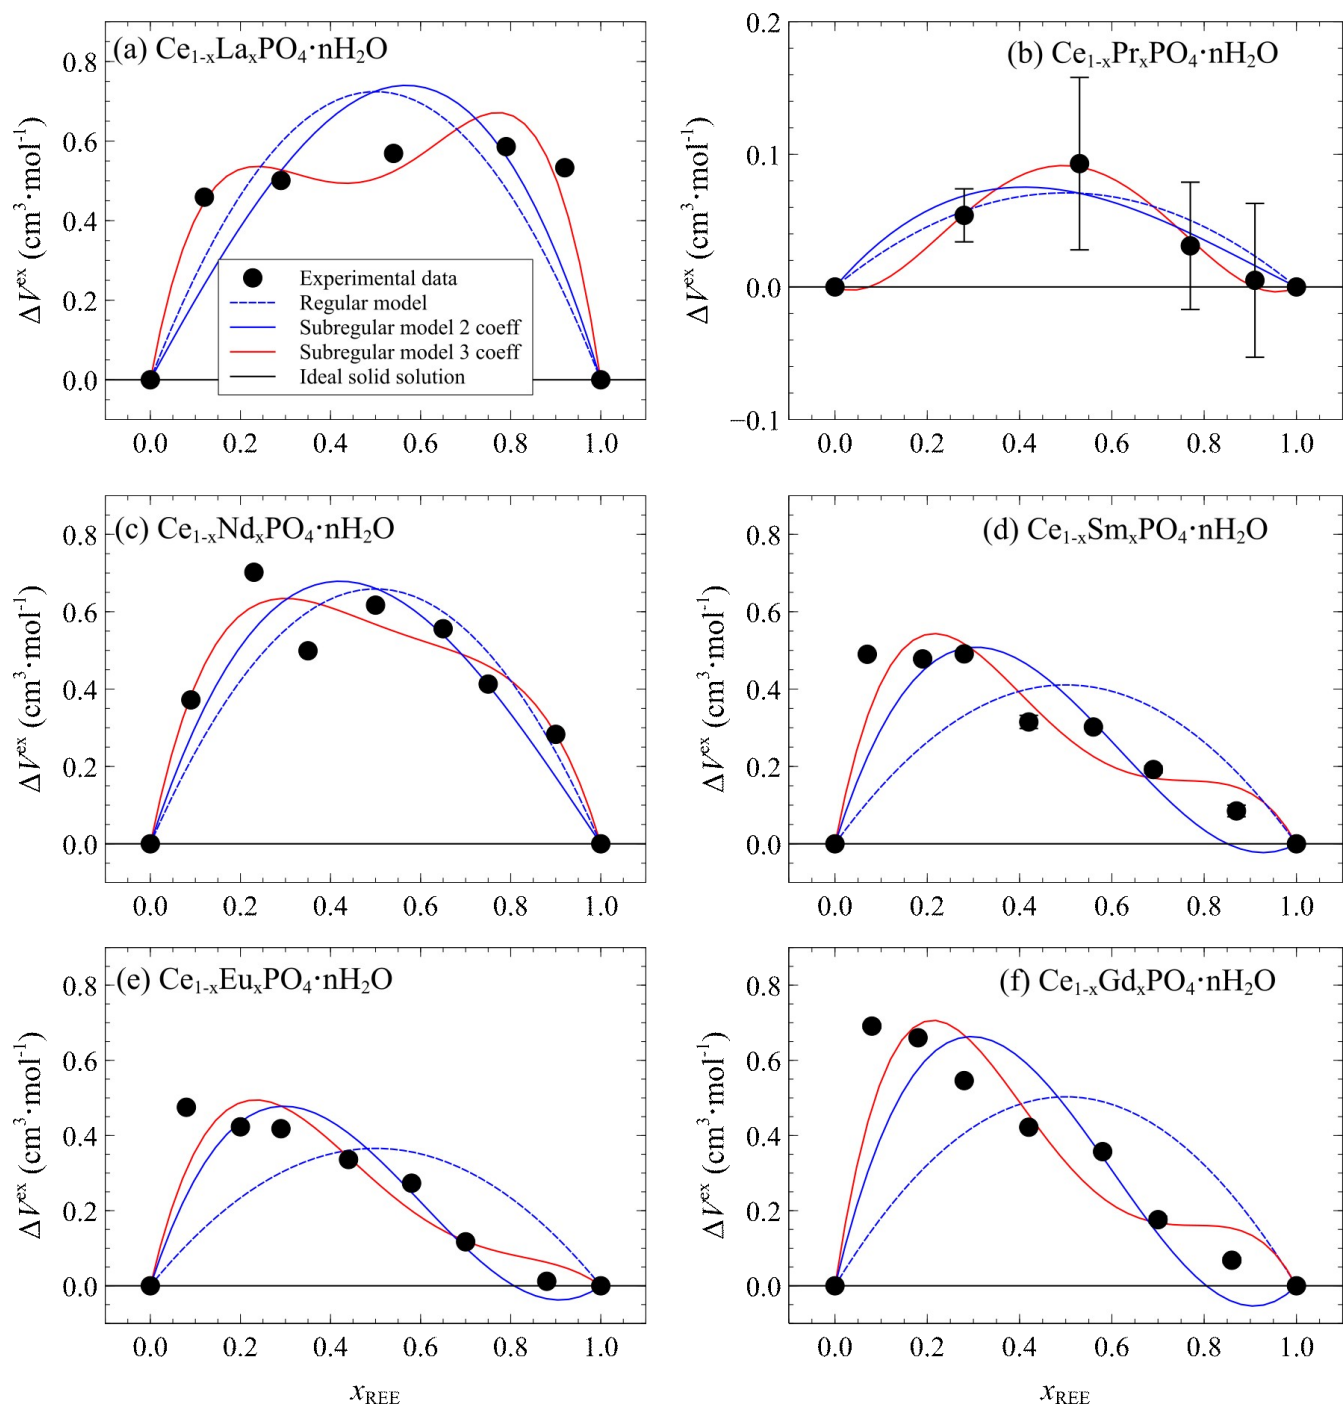 (a) Ce₁₋ₓLaₓPO₄·nH₂O
ΔVᵉˣ (cm³·mol⁻¹)
0.8
0.6
0.4
0.2
0.0
Experimental data
Regular model
Subregular model 2 coeff
Subregular model 3 coeff
Ideal solid solution
0.0 0.2 0.4 0.6 0.8 1.0
(b) Ce₁₋ₓPrₓPO₄·nH₂O
ΔVᵉˣ (cm³·mol⁻¹)
0.2
0.1
0.0
−0.1
0.0 0.2 0.4 0.6 0.8 1.0
(c) Ce₁₋ₓNdₓPO₄·nH₂O
ΔVᵉˣ (cm³·mol⁻¹)
0.8
0.6
0.4
0.2
0.0
0.0 0.2 0.4 0.6 0.8 1.0
(d) Ce₁₋ₓSmₓPO₄·nH₂O
ΔVᵉˣ (cm³·mol⁻¹)
0.8
0.6
0.4
0.2
0.0
0.0 0.2 0.4 0.6 0.8 1.0
(e) Ce₁₋ₓEuₓPO₄·nH₂O
ΔVᵉˣ (cm³·mol⁻¹)
0.8
0.6
0.4
0.2
0.0
0.0 0.2 0.4 0.6 0.8 1.0
x_REE
(f) Ce₁₋ₓGdₓPO₄·nH₂O
ΔVᵉˣ (cm³·mol⁻¹)
0.8
0.6
0.4
0.2
0.0
0.0 0.2 0.4 0.6 0.8 1.0
x_REE